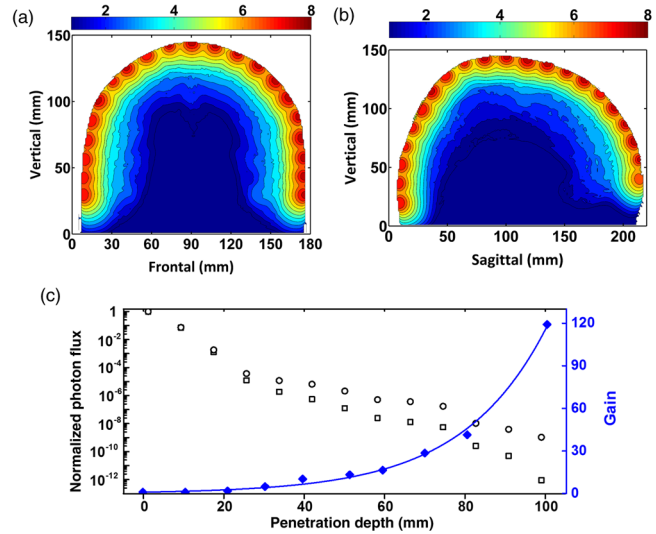 (a)
2 4 6 8
150
100
50
0
Vertical (mm)
0 30 60 90 120 150 180
Frontal (mm)
(b)
2 4 6 8
150
100
50
0
Vertical (mm)
0 50 100 150 200
Sagittal (mm)
(c)
Normalized photon flux
1
10^-2
10^-4
10^-6
10^-8
10^-10
10^-12
0 20 40 60 80 100
Penetration depth (mm)
120
90
60
30
0
Gain